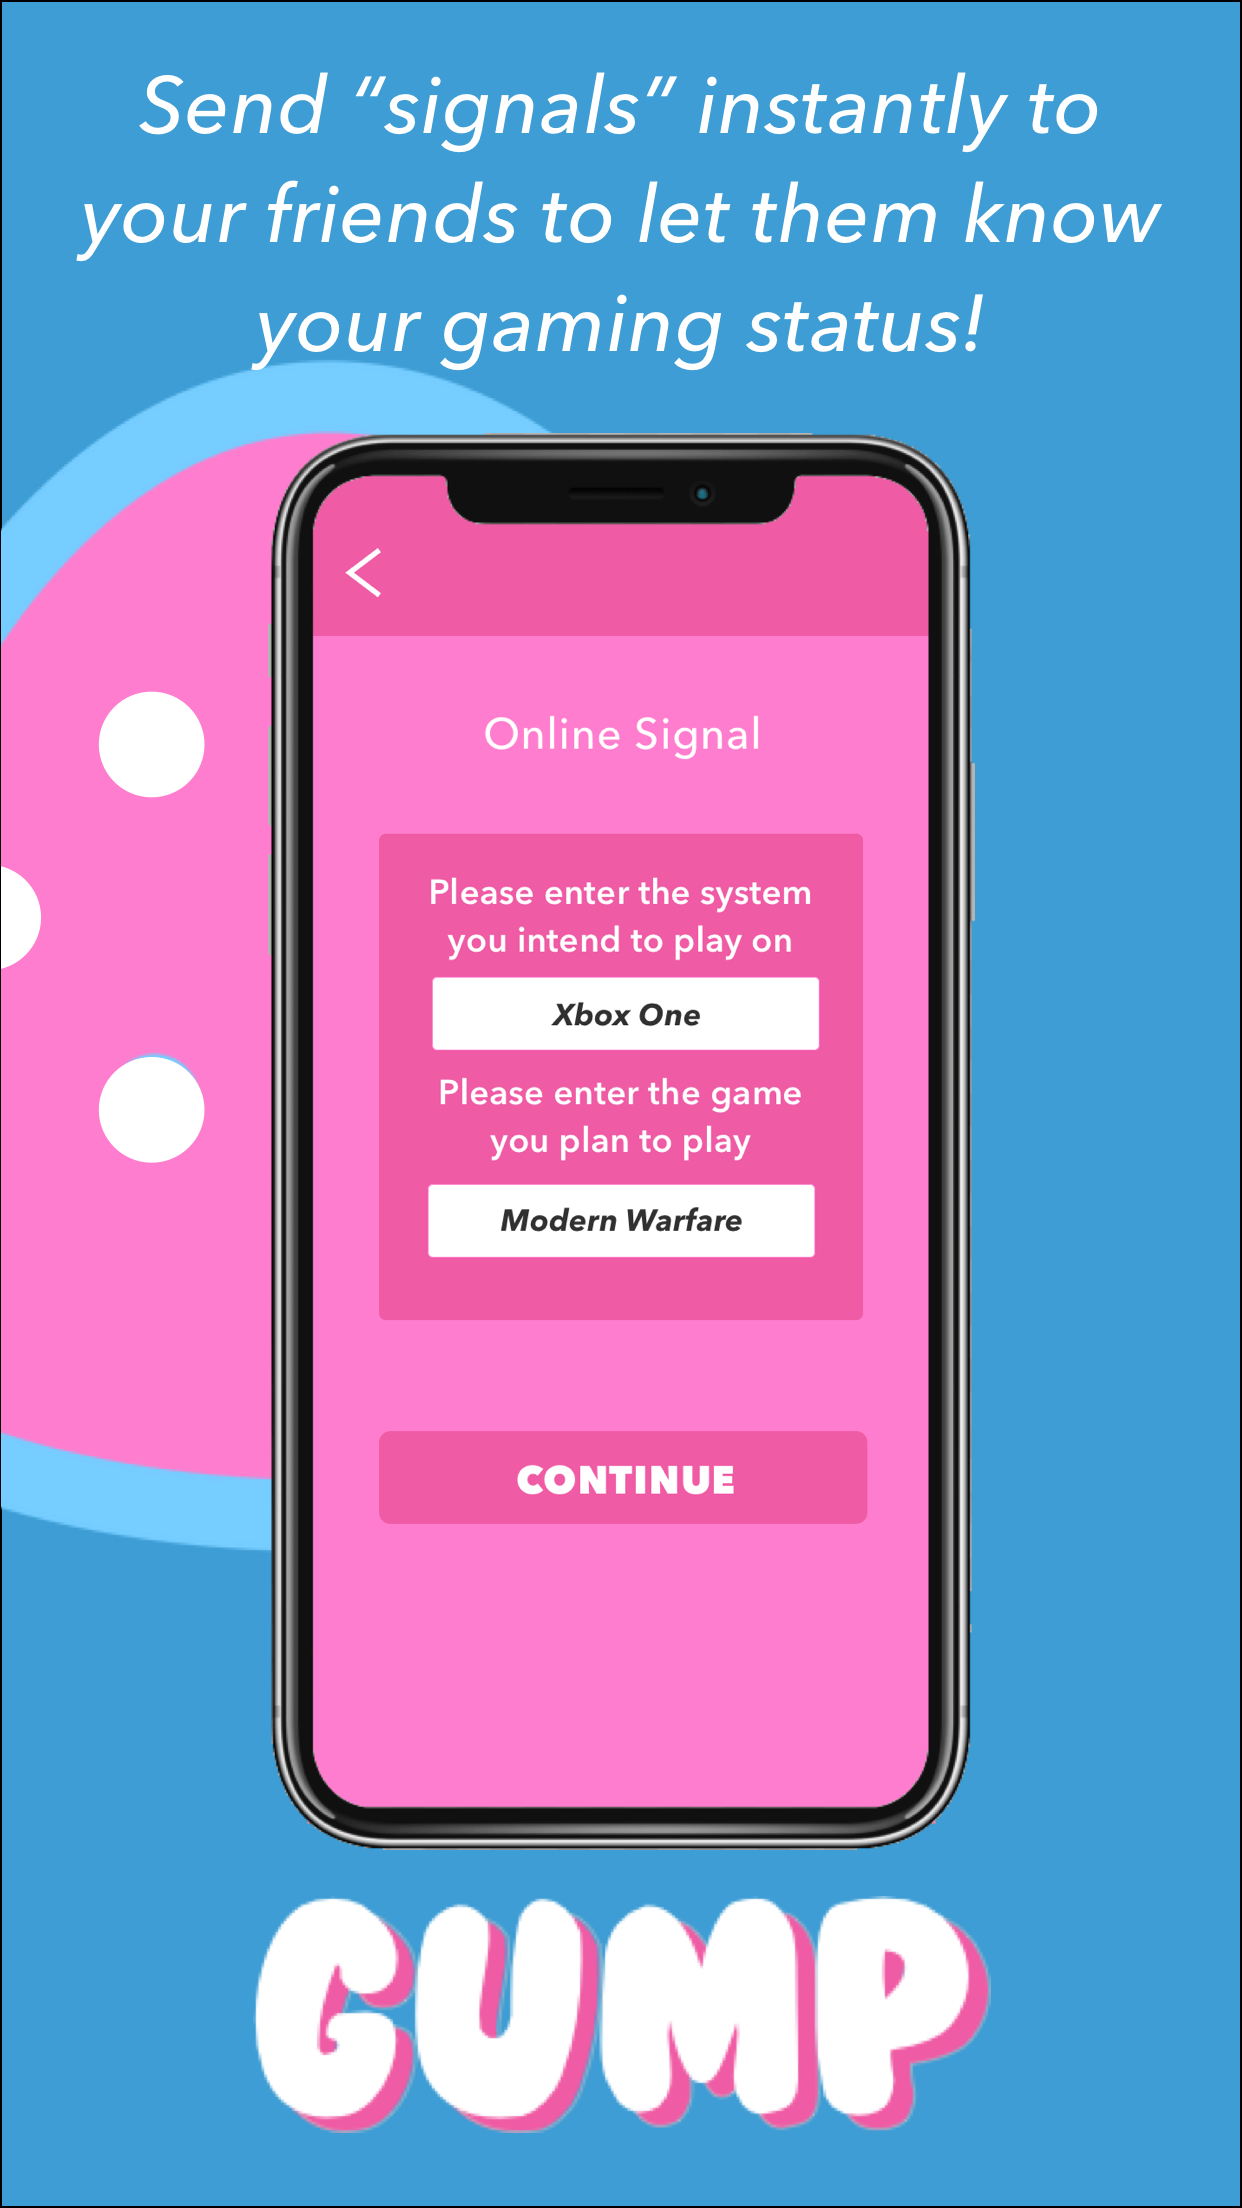 Send “signals” instantly to
your friends to let them know
your gaming status!
Online Signal
Please enter the system
you intend to play on
Xbox One
Please enter the game
you plan to play
Modern Warfare
CONTINUE
GUMP